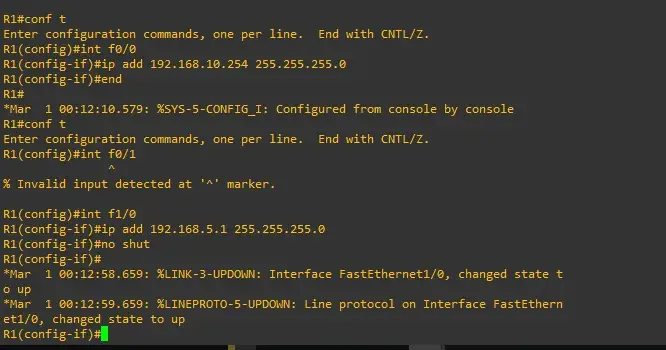 R1#conf t
Enter configuration commands, one per line.  End with CNTL/Z.
R1(config)#int f0/0
R1(config-if)#ip add 192.168.10.254 255.255.255.0
R1(config-if)#end
R1#
*Mar  1 00:12:10.579: %SYS-5-CONFIG_I: Configured from console by console
R1#conf t
Enter configuration commands, one per line.  End with CNTL/Z.
R1(config)#int f0/1
               ^
% Invalid input detected at '^' marker.

R1(config)#int f1/0
R1(config-if)#ip add 192.168.5.1 255.255.255.0
R1(config-if)#no shut
R1(config-if)#
*Mar  1 00:12:58.659: %LINK-3-UPDOWN: Interface FastEthernet1/0, changed state t
o up
*Mar  1 00:12:59.659: %LINEPROTO-5-UPDOWN: Line protocol on Interface FastEthern
et1/0, changed state to up
R1(config-if)#